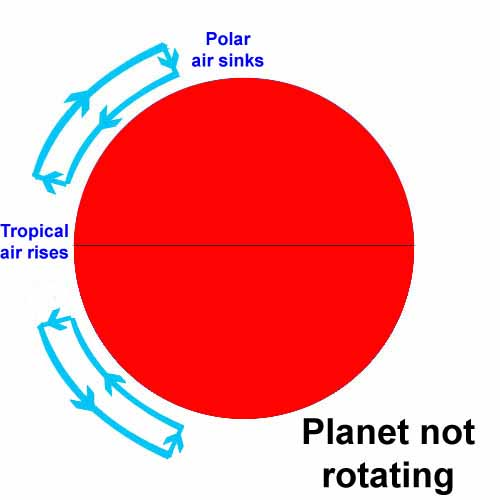 Polar
air sinks
Tropical
air rises
Planet not
rotating